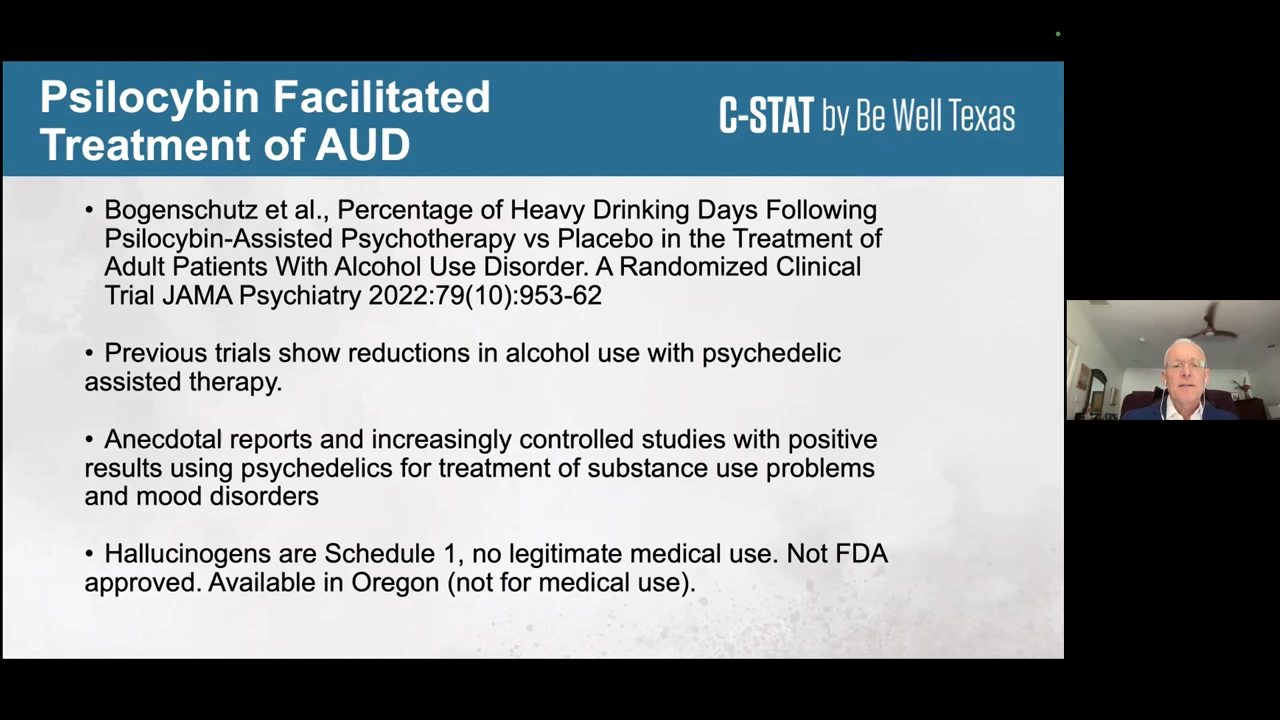 Psilocybin Facilitated
Treatment of AUD
C-STAT by Be Well Texas
• Bogenschutz et al., Percentage of Heavy Drinking Days Following
Psilocybin-Assisted Psychotherapy vs Placebo in the Treatment of
Adult Patients With Alcohol Use Disorder. A Randomized Clinical
Trial JAMA Psychiatry 2022:79(10):953-62
• Previous trials show reductions in alcohol use with psychedelic
assisted therapy.
• Anecdotal reports and increasingly controlled studies with positive
results using psychedelics for treatment of substance use problems
and mood disorders
• Hallucinogens are Schedule 1, no legitimate medical use. Not FDA
approved. Available in Oregon (not for medical use).